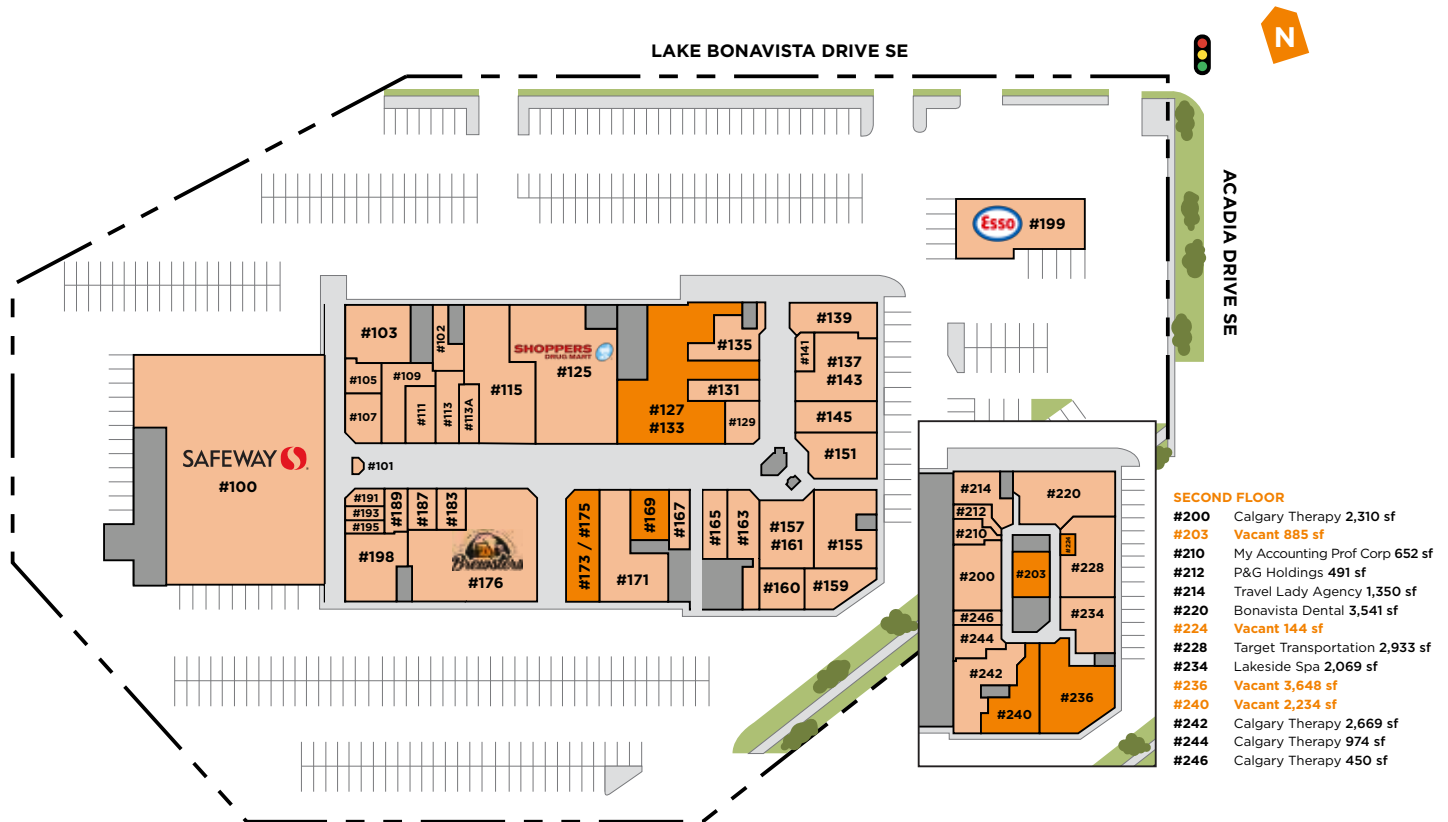 LAKE BONAVISTA DRIVE SE
N
ACADIA DRIVE SE
Esso #199
#103
#102
#105
#109
#107
#111
#113
#113A
#115
SHOPPERS
DRUG MART
#125
#127
#133
#135
#131
#129
#139
#141
#137
#143
#145
#151
SAFEWAY
#100
#101
#191
#193
#195
#189
#187
#183
#198
Brewsters
#176
#173 / #175
#171
#169
#167
#165
#163
#157
#161
#155
#160
#159
#214
#212
#210
#220
#224
#200
#203
#228
#246
#234
#244
#242
#240
#236
SECOND FLOOR
#200 Calgary Therapy 2,310 sf
#203 Vacant 885 sf
#210 My Accounting Prof Corp 652 sf
#212 P&G Holdings 491 sf
#214 Travel Lady Agency 1,350 sf
#220 Bonavista Dental 3,541 sf
#224 Vacant 144 sf
#228 Target Transportation 2,933 sf
#234 Lakeside Spa 2,069 sf
#236 Vacant 3,648 sf
#240 Vacant 2,234 sf
#242 Calgary Therapy 2,669 sf
#244 Calgary Therapy 974 sf
#246 Calgary Therapy 450 sf